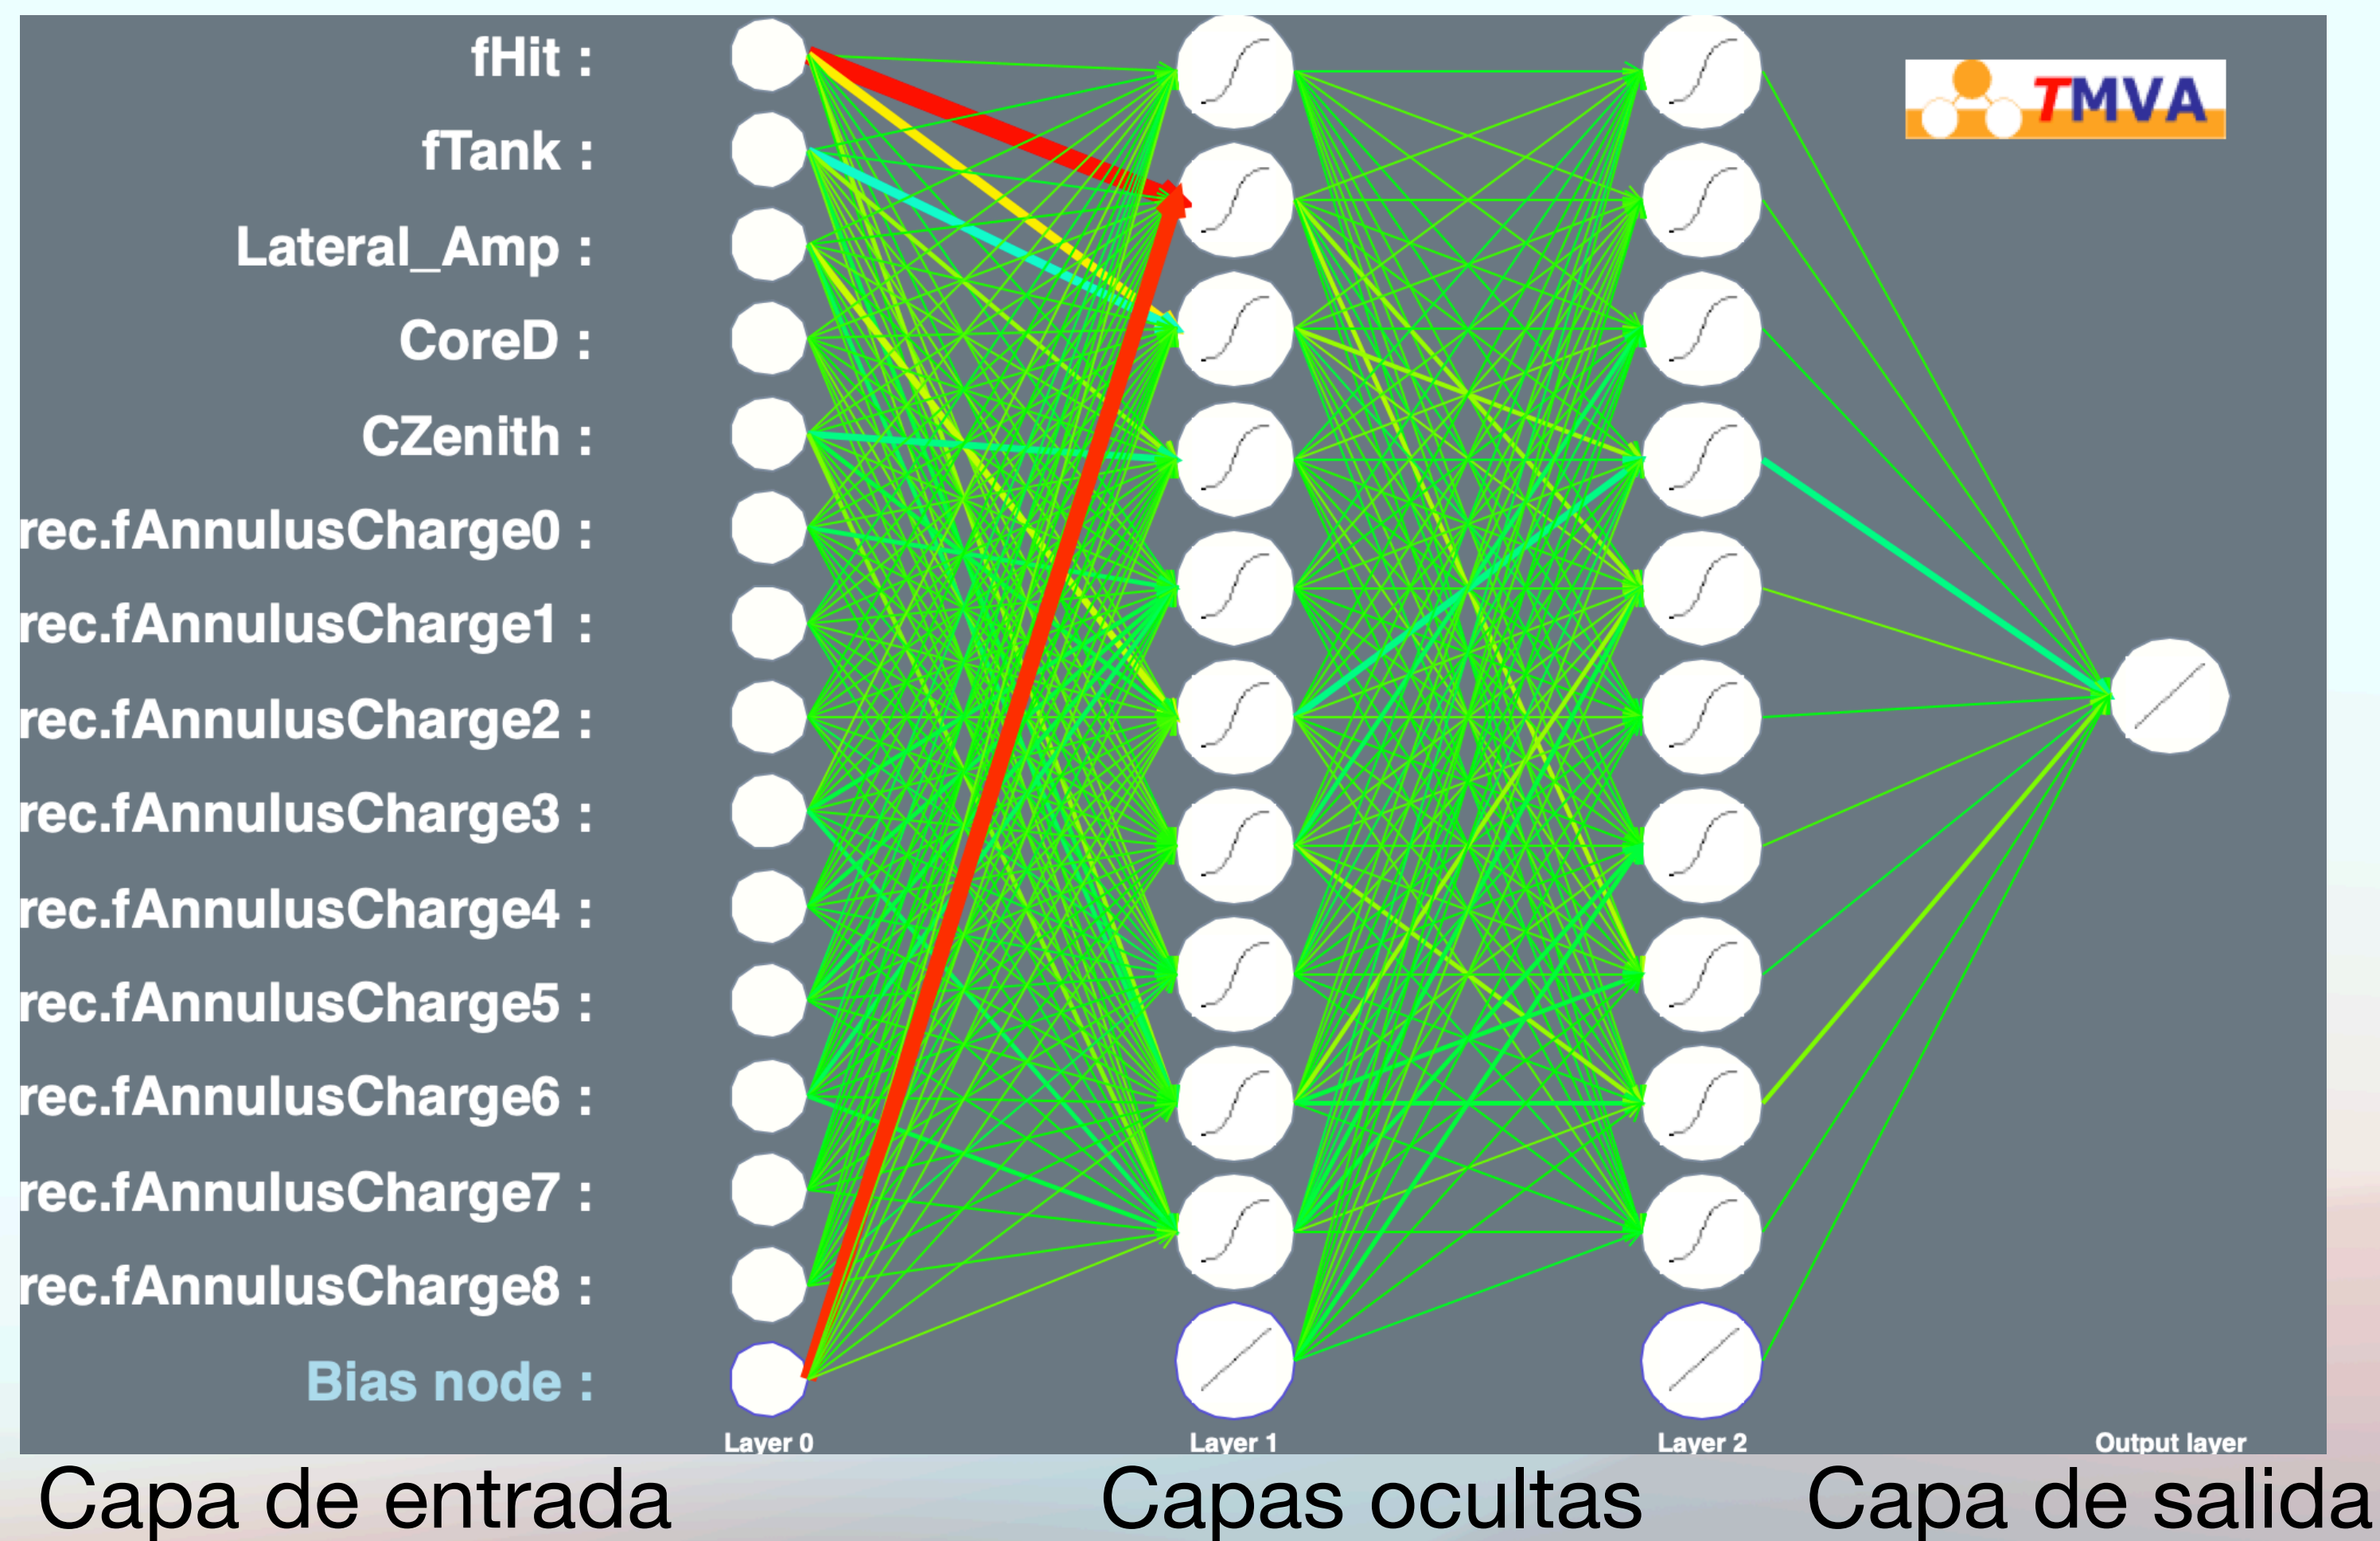 fHit :
TMVA
fTank :
Lateral_Amp :
CoreD :
CZenith :
rec.fAnnulusCharge0 :
rec.fAnnulusCharge1 :
rec.fAnnulusCharge2 :
rec.fAnnulusCharge3 :
rec.fAnnulusCharge4 :
rec.fAnnulusCharge5 :
rec.fAnnulusCharge6 :
rec.fAnnulusCharge7 :
rec.fAnnulusCharge8 :
Bias node :
Layer 0 Layer 1 Layer 2 Output layer
Capa de entrada Capas ocultas Capa de salida